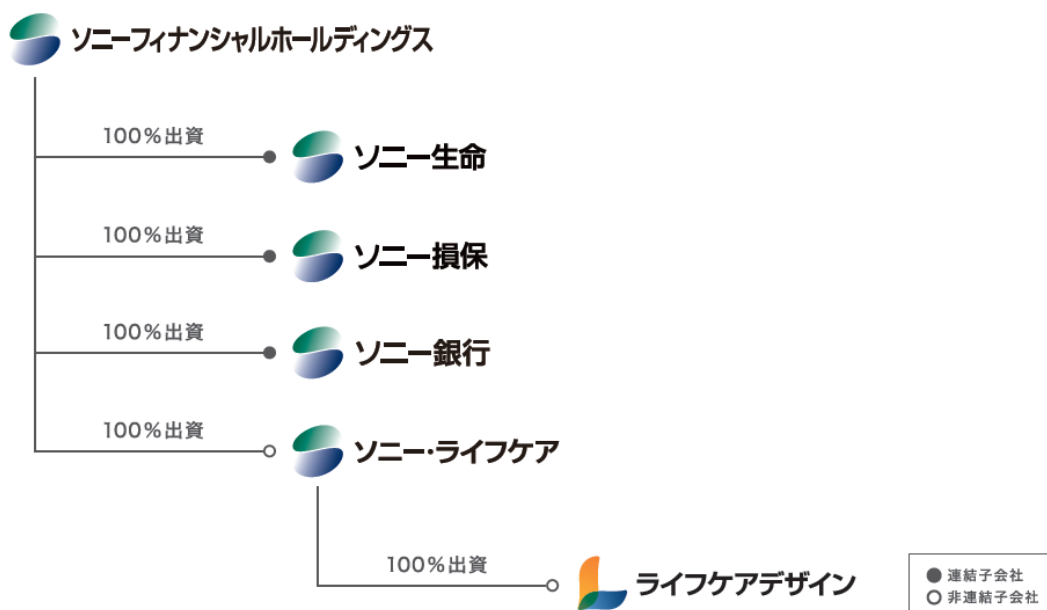 ソニーフィナンシャルホールディングス
100%出資
ソニー生命
100%出資
ソニー損保
100%出資
ソニー銀行
100%出資
ソニー・ライフケア
100%出資
ライフケアデザイン
●連結子会社
○非連結子会社